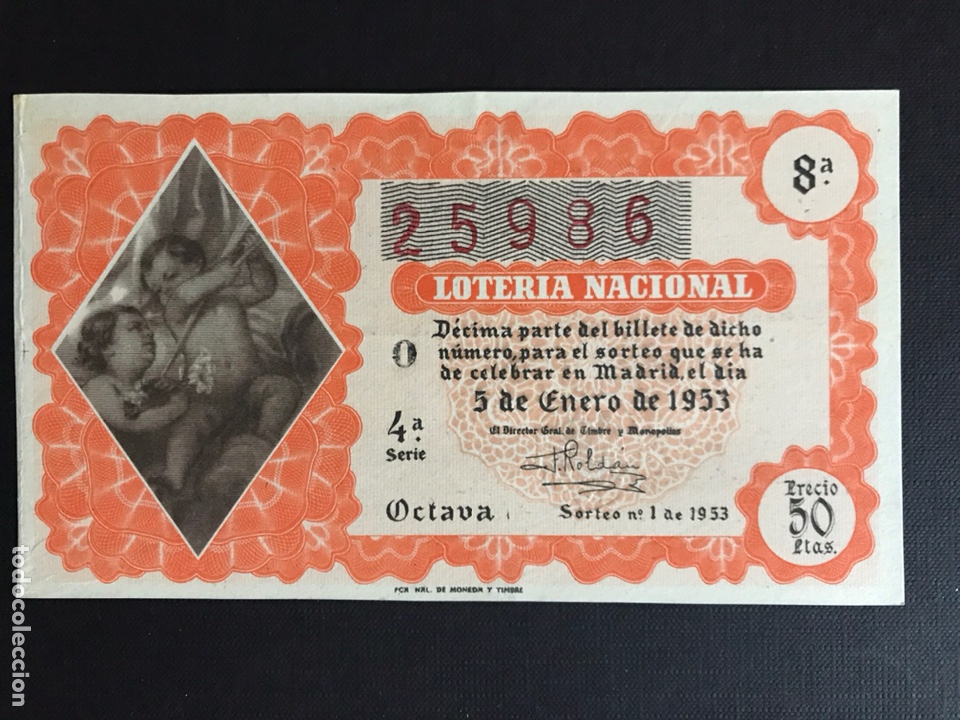 8ª
25986
LOTERIA NACIONAL
O
Décima parte del billete de dicho
número, para el sorteo que se ha
de celebrar en Madrid, el día
5 de Enero de 1953
4ª
Serie
El Director Gral. de Timbre y Monopolios
J. Roldán
Octava
Sorteo nº 1 de 1953
Precio
50
Ptas.
FCA NAL. DE MONEDA Y TIMBRE
todocoleccion